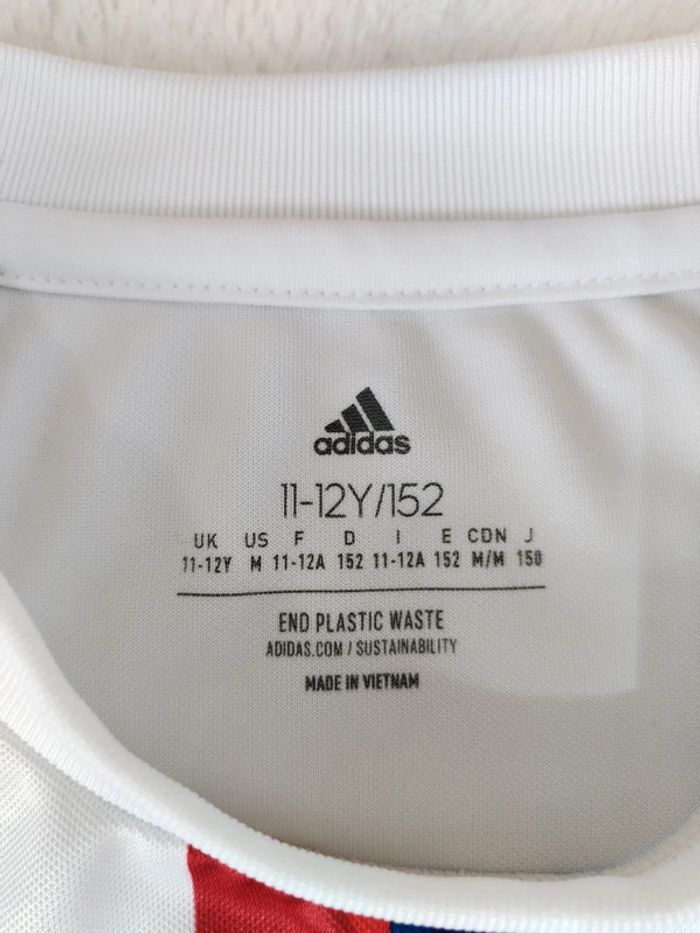 adidas
11-12Y/152
UK US F D I E CDN J
11-12Y M 11-12A 152 11-12A 152 M/M 150
END PLASTIC WASTE
ADIDAS.COM / SUSTAINABILITY
MADE IN VIETNAM